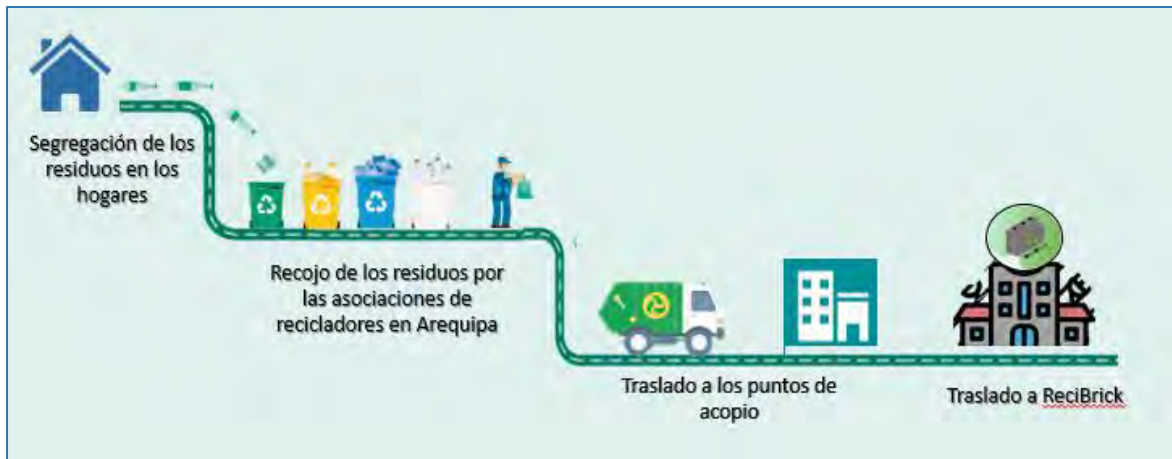 Segregación de los
residuos en los
hogares
Recojo de los residuos por
las asociaciones de
recicladores en Arequipa
Traslado a los puntos de
acopio
Traslado a ReciBrick